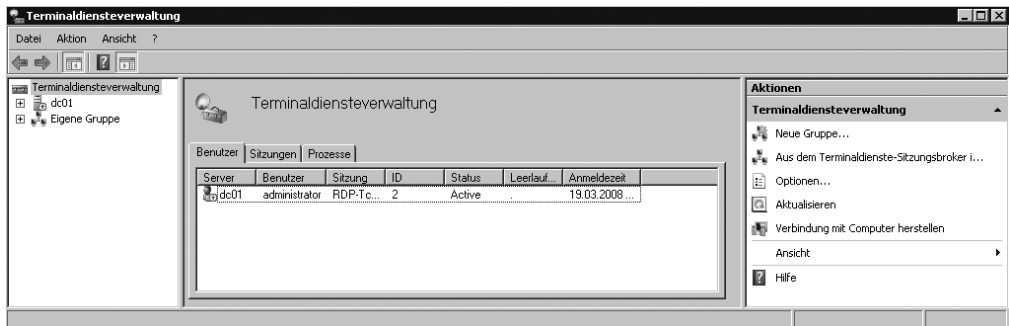 Terminaldiensteverwaltung
Datei Aktion Ansicht ?
Terminaldiensteverwaltung
dc01
Eigene Gruppe
Terminaldiensteverwaltung
Benutzer Sitzungen Prozesse
Server Benutzer Sitzung ID Status Leerlauf... Anmeldezeit
dc01 administrator RDP-Tc... 2 Active . 19.03.2008 ...
Aktionen
Terminaldiensteverwaltung
Neue Gruppe...
Aus dem Terminaldienste-Sitzungsbroker i...
Optionen...
Aktualisieren
Verbindung mit Computer herstellen
Ansicht
Hilfe